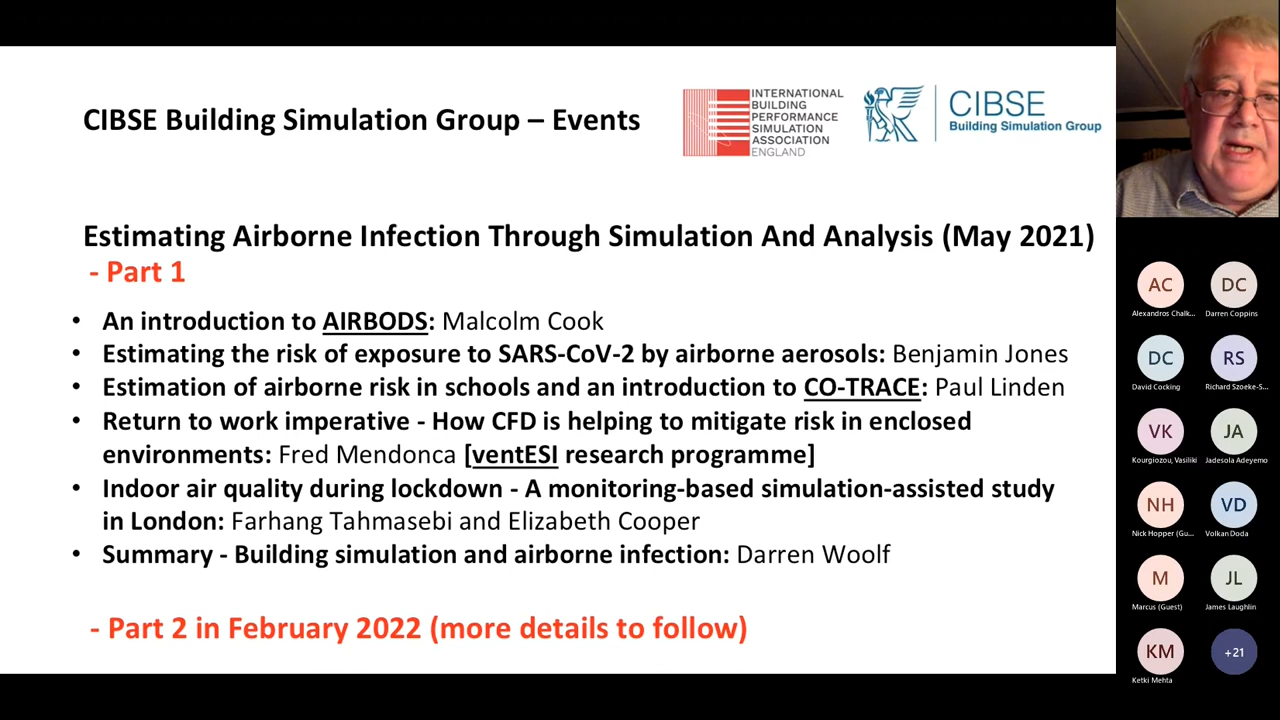 CIBSE Building Simulation Group – Events
INTERNATIONAL
BUILDING
PERFORMANCE
SIMULATION
ASSOCIATION
ENGLAND
CIBSE
Building Simulation Group
Estimating Airborne Infection Through Simulation And Analysis (May 2021)
- Part 1
• An introduction to AIRBODS: Malcolm Cook
• Estimating the risk of exposure to SARS-CoV-2 by airborne aerosols: Benjamin Jones
• Estimation of airborne risk in schools and an introduction to CO-TRACE: Paul Linden
• Return to work imperative - How CFD is helping to mitigate risk in enclosed
environments: Fred Mendonca [ventESI research programme]
• Indoor air quality during lockdown - A monitoring-based simulation-assisted study
in London: Farhang Tahmasebi and Elizabeth Cooper
• Summary - Building simulation and airborne infection: Darren Woolf
- Part 2 in February 2022 (more details to follow)
AC DC
Alexandros Chalk... Darren Coppins
DC RS
David Cocking Richard Szoeke-S...
VK JA
Kourgiozou, Vasiliki Jadesola Adeyemo
NH VD
Nick Hopper (Gu... Volkan Doda
M JL
Marcus (Guest) James Laughlin
KM +21
Ketki Mehta